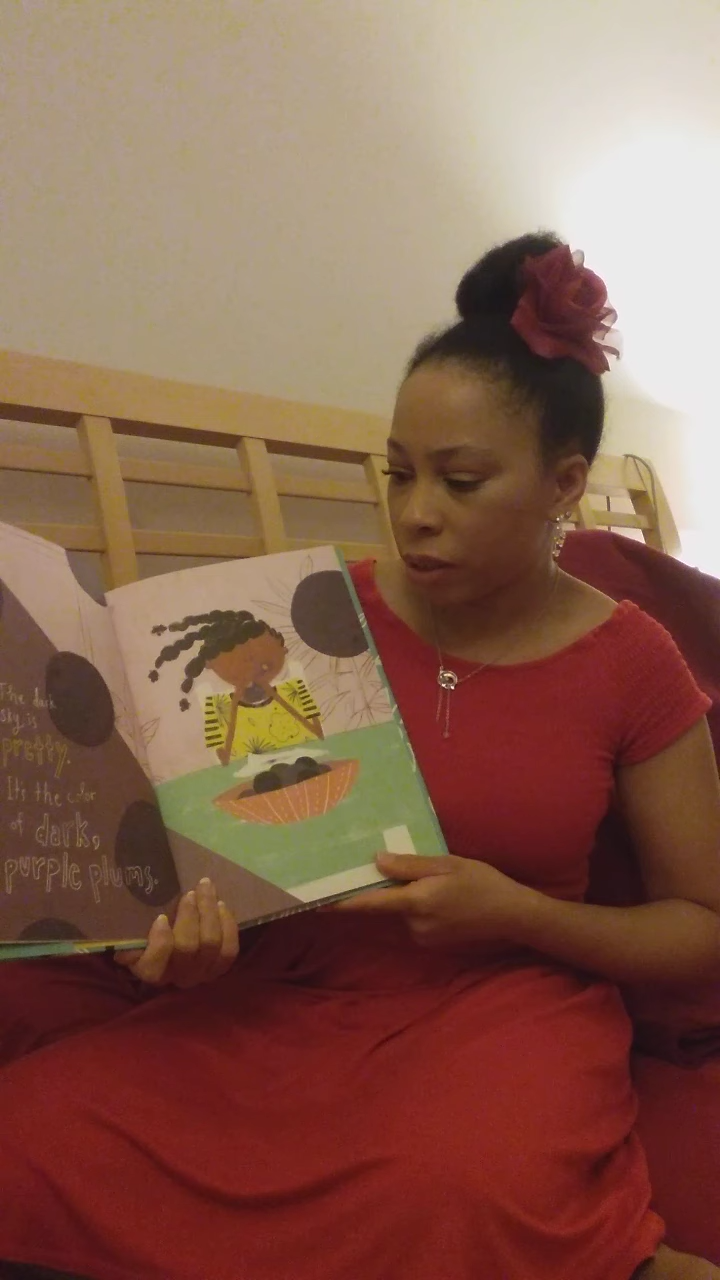 The dark
sky is
pretty.
It's the color
of dark,
purple plums.